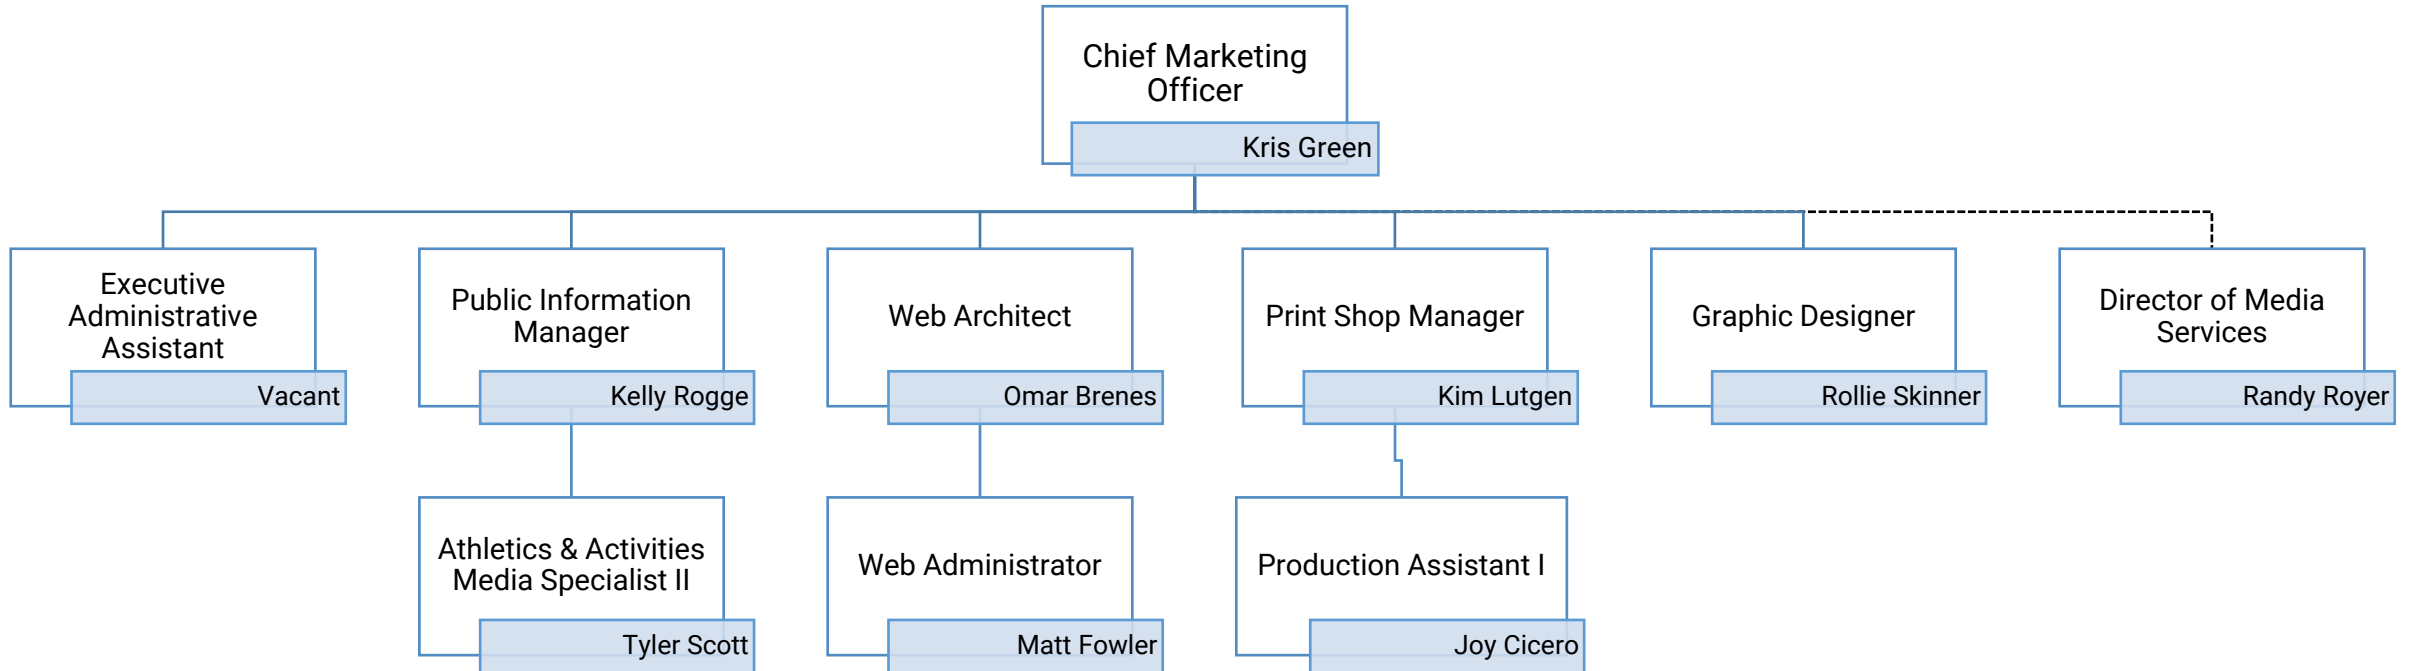 Chief Marketing
Officer
Kris Green
Executive
Administrative
Assistant
Vacant
Public Information
Manager
Kelly Rogge
Web Architect
Omar Brenes
Print Shop Manager
Kim Lutgen
Graphic Designer
Rollie Skinner
Director of Media
Services
Randy Royer
Athletics & Activities
Media Specialist II
Tyler Scott
Web Administrator
Matt Fowler
Production Assistant I
Joy Cicero